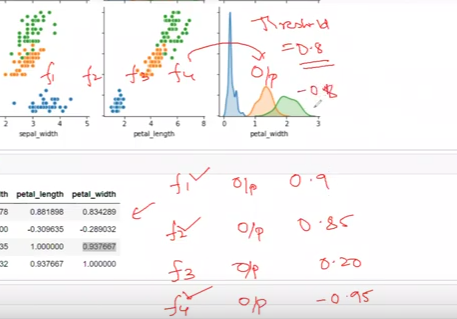 Threshold
= 0.8
f1 f2 f3 f4 O/p
-0.8
2 3 4 5
2 4 6 8
0 1 2 3
sepal_width petal_length petal_width
petal_length petal_width
78 0.881898 0.834289
00 -0.309635 -0.289032
35 1.000000 0.937667
32 0.937667 1.000000
f1 ✓ O/p 0.9
f2 ✓ O/p 0.85
f3 O/p 0.20
f4 ✓ O/p -0.95